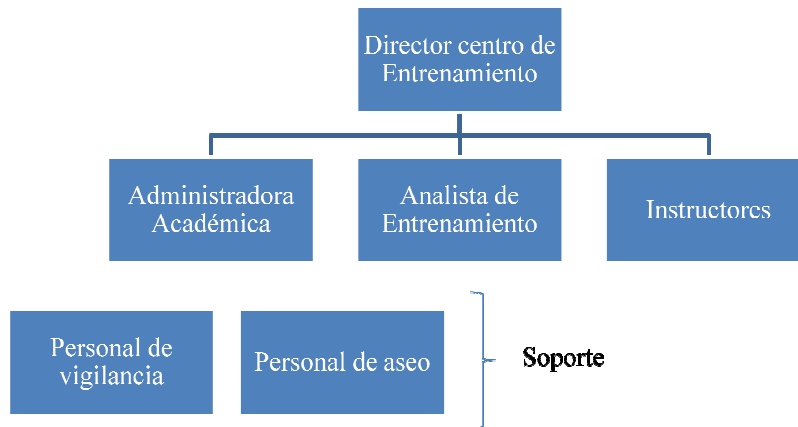 Director centro de
Entrenamiento
Administradora
Académica
Analista de
Entrenamiento
Instructores
Personal de
vigilancia
Personal de aseo
Soporte